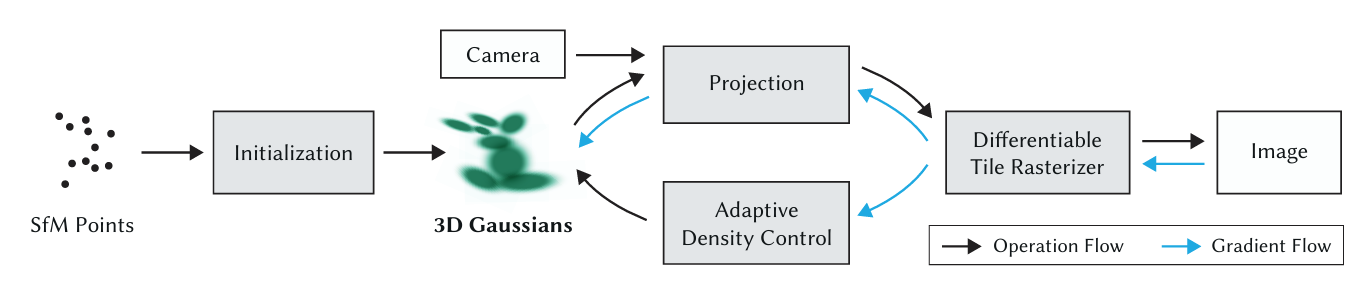 Camera
Projection
Initialization
Differentiable
Tile Rasterizer
Image
SfM Points
3D Gaussians
Adaptive
Density Control
Operation Flow
Gradient Flow